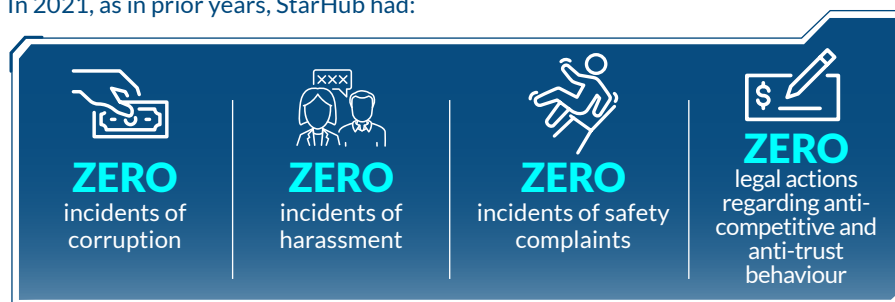 In 2021, as in prior years, StarHub had:
xxx
$
ZERO
incidents of
corruption
ZERO
incidents of
harassment
ZERO
incidents of safety
complaints
ZERO
legal actions
regarding anti-
competitive and
anti-trust
behaviour